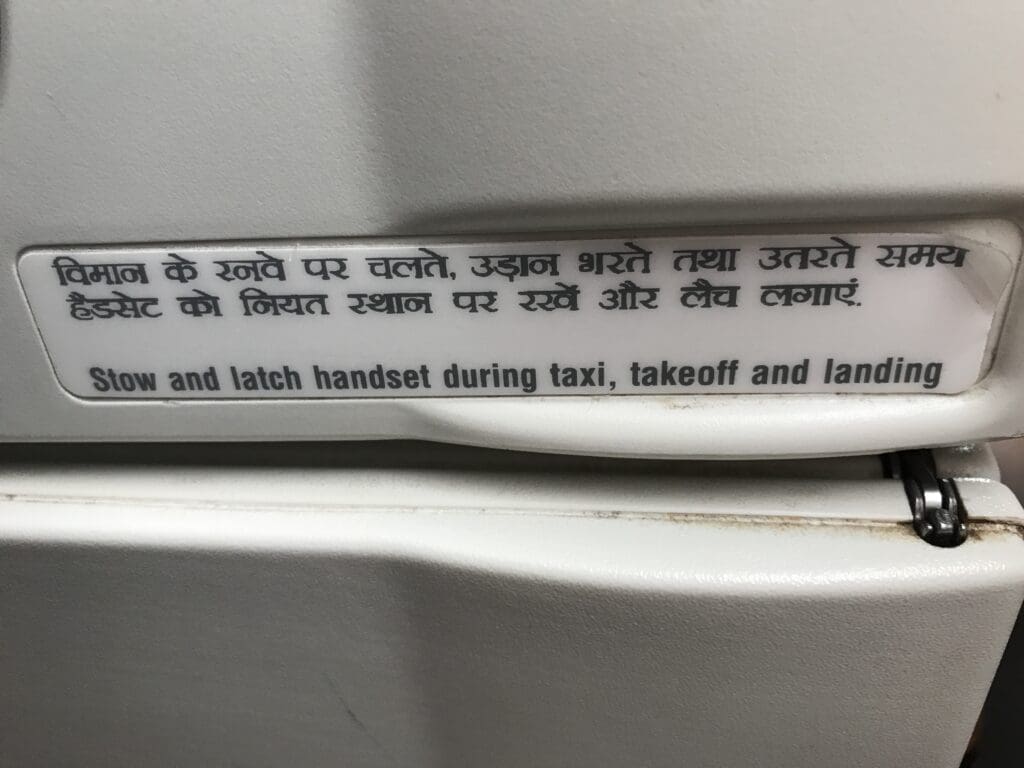 विमान के रनवे पर चलते, उड़ान भरते तथा उतरते समय
हैडसेट को नियत स्थान पर रखें और लैच लगाएं.
Stow and latch handset during taxi, takeoff and landing